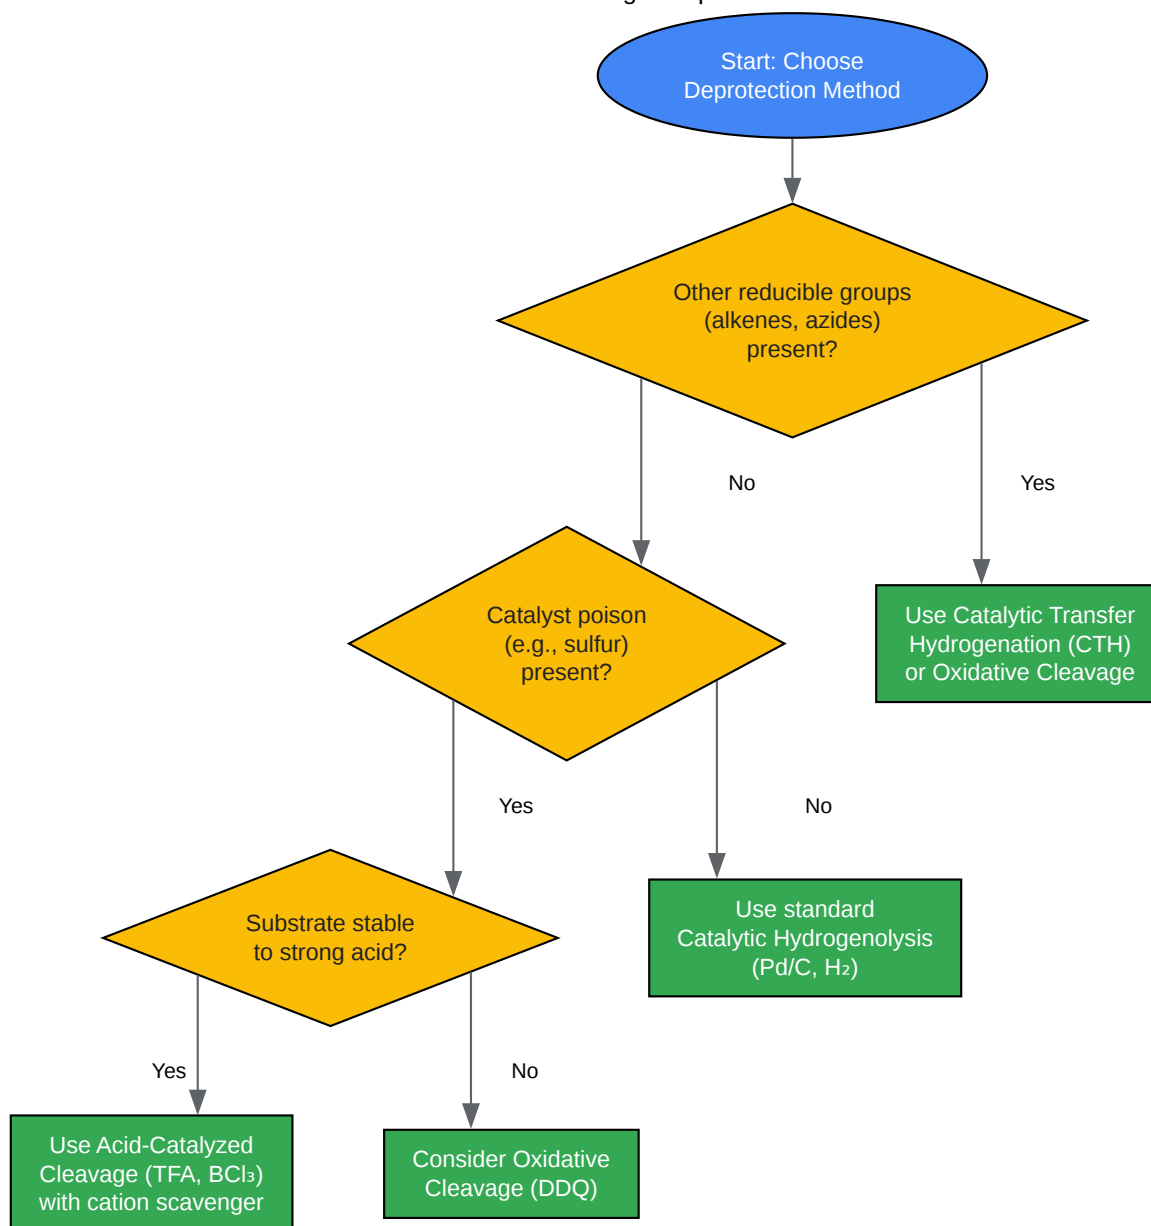 Start: Choose
Deprotection Method
Other reducible groups
(alkenes, azides)
present?
No
Yes
Catalyst poison
(e.g., sulfur)
present?
Use Catalytic Transfer
Hydrogenation (CTH)
or Oxidative Cleavage
Yes
No
Substrate stable
to strong acid?
Use standard
Catalytic Hydrogenolysis
(Pd/C, H₂)
Yes
No
Use Acid-Catalyzed
Cleavage (TFA, BCl₃)
with cation scavenger
Consider Oxidative
Cleavage (DDQ)